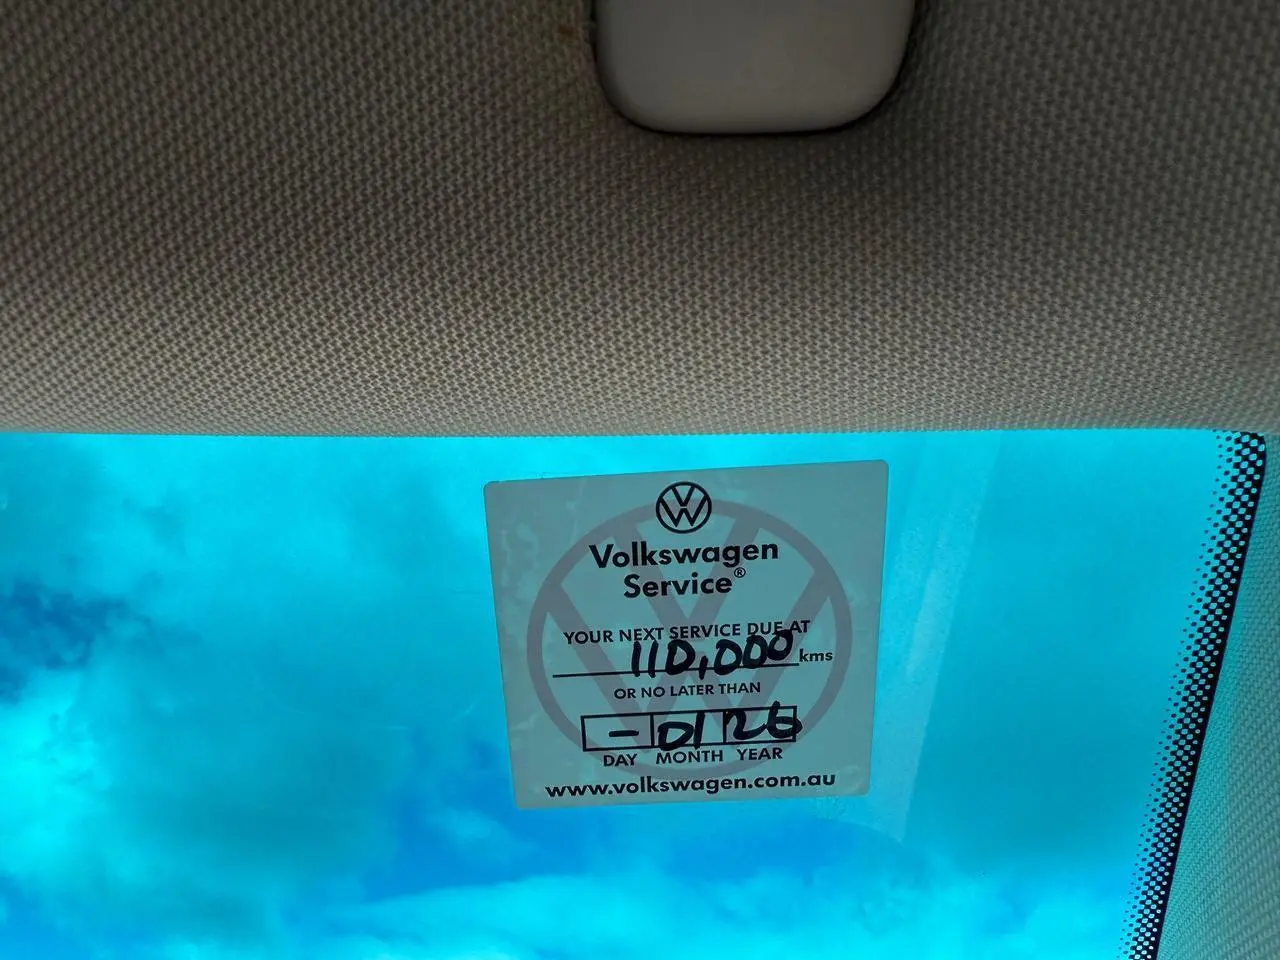 Volkswagen
Service®
YOUR NEXT SERVICE DUE AT
110,000 kms
OR NO LATER THAN
- 01 26
DAY MONTH YEAR
www.volkswagen.com.au